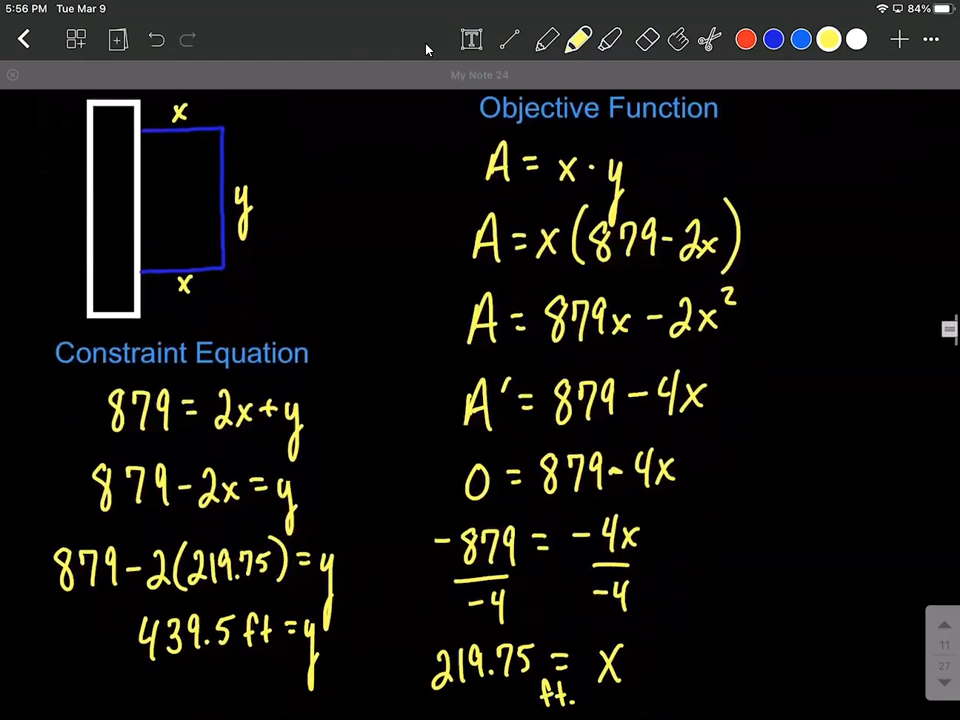 5:56 PM Tue Mar 9
84%
My Note 24
x
y
x
Constraint Equation
879 = 2x+y
879-2x=y
879-2(219.75)=y
439.5 ft =y
Objective Function
A = x · y
A = x(879-2x)
A = 879x-2x²
A' = 879-4x
0 = 879-4x
-879 = -4x
-4 -4
219.75 = x
ft.
11
27